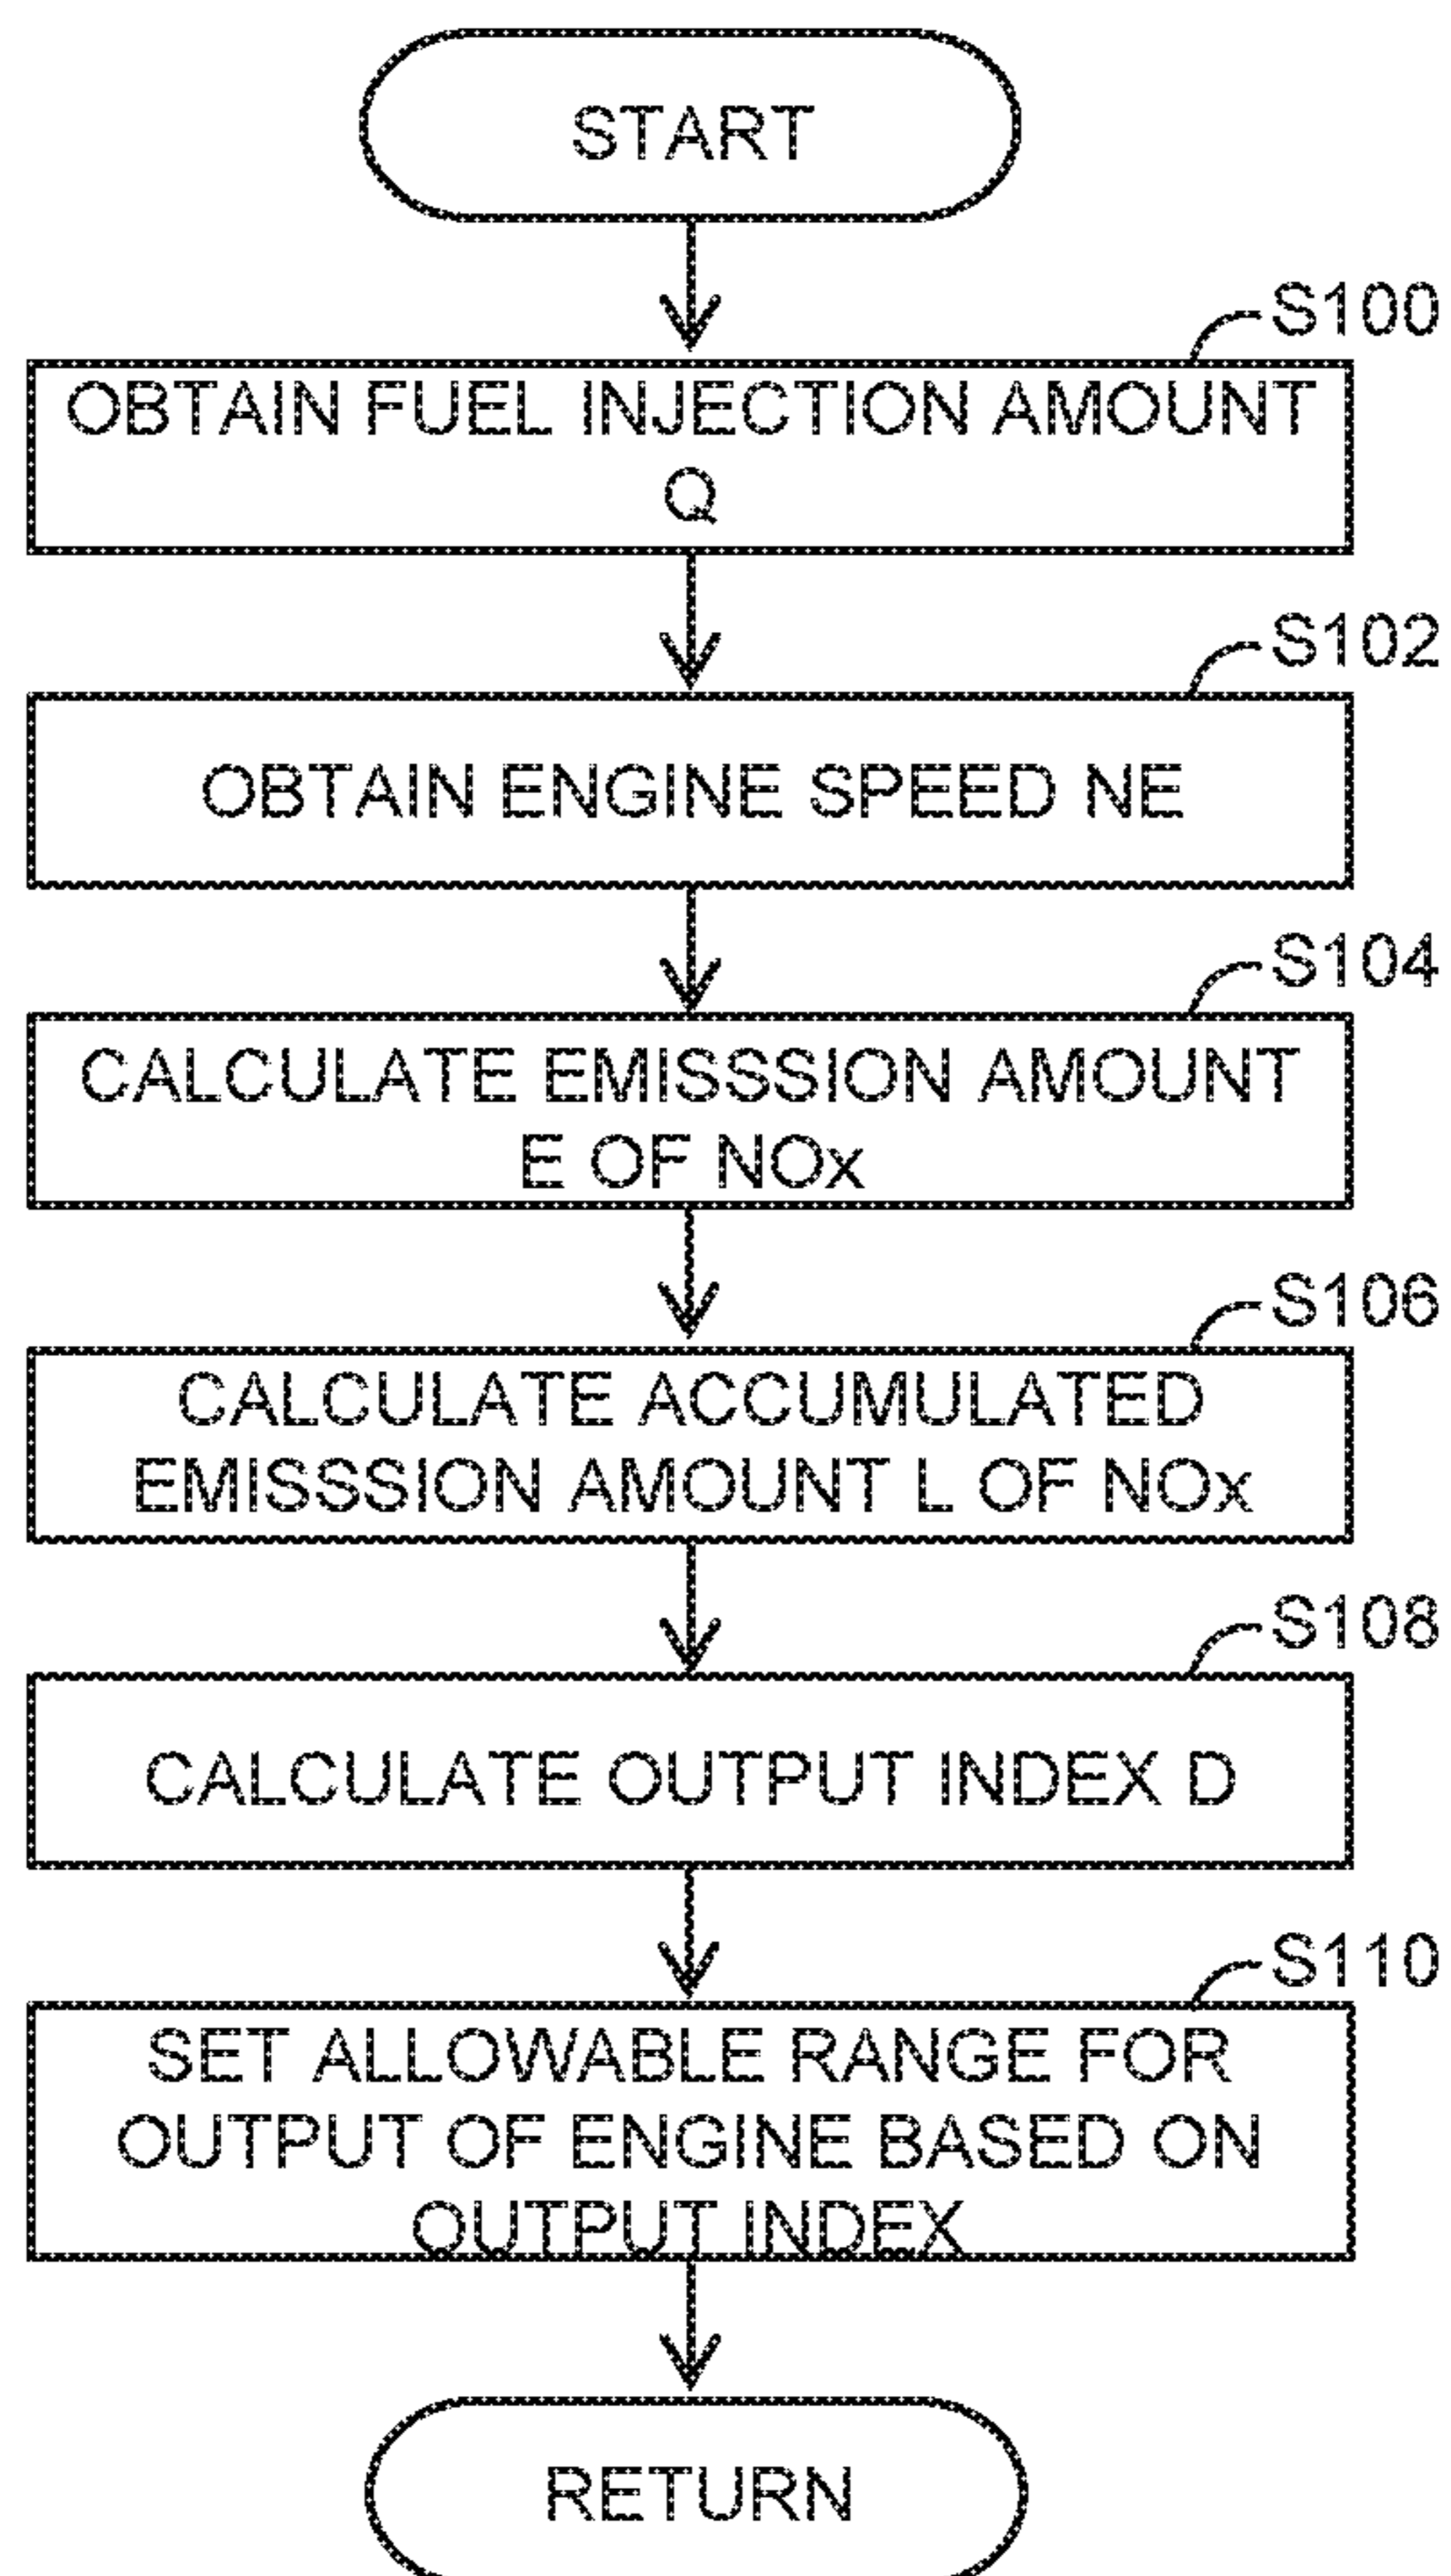 START
S100
OBTAIN FUEL INJECTION AMOUNT
Q
S102
OBTAIN ENGINE SPEED NE
S104
CALCULATE EMISSSION AMOUNT
E OF NOx
S106
CALCULATE ACCUMULATED
EMISSSION AMOUNT L OF NOx
S108
CALCULATE OUTPUT INDEX D
S110
SET ALLOWABLE RANGE FOR
OUTPUT OF ENGINE BASED ON
OUTPUT INDEX
RETURN